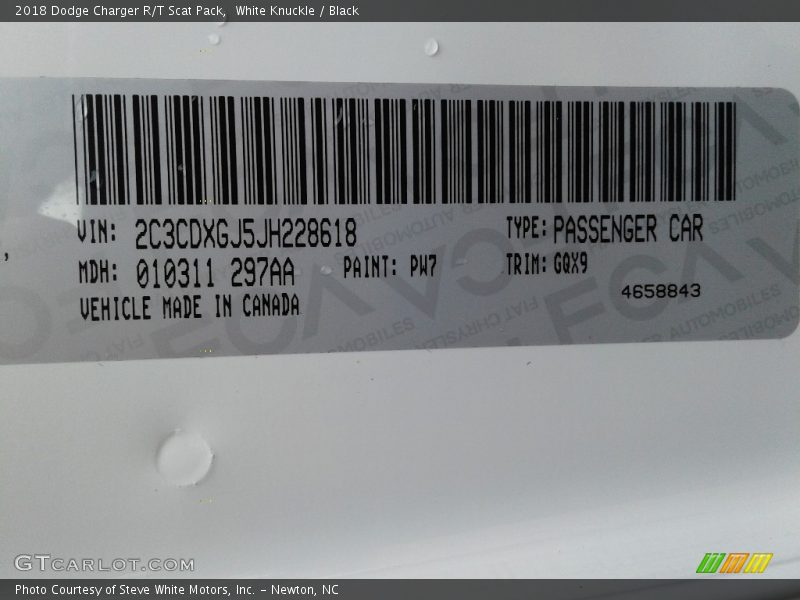 2018 Dodge Charger R/T Scat Pack,  White Knuckle / Black
VIN: 2C3CDXGJ5JH228618 TYPE: PASSENGER CAR
MDH: 010311 297AA PAINT: PW7 TRIM: GQX9
VEHICLE MADE IN CANADA 4658843
GTCARLOT.COM
Photo Courtesy of Steve White Motors, Inc. – Newton, NC